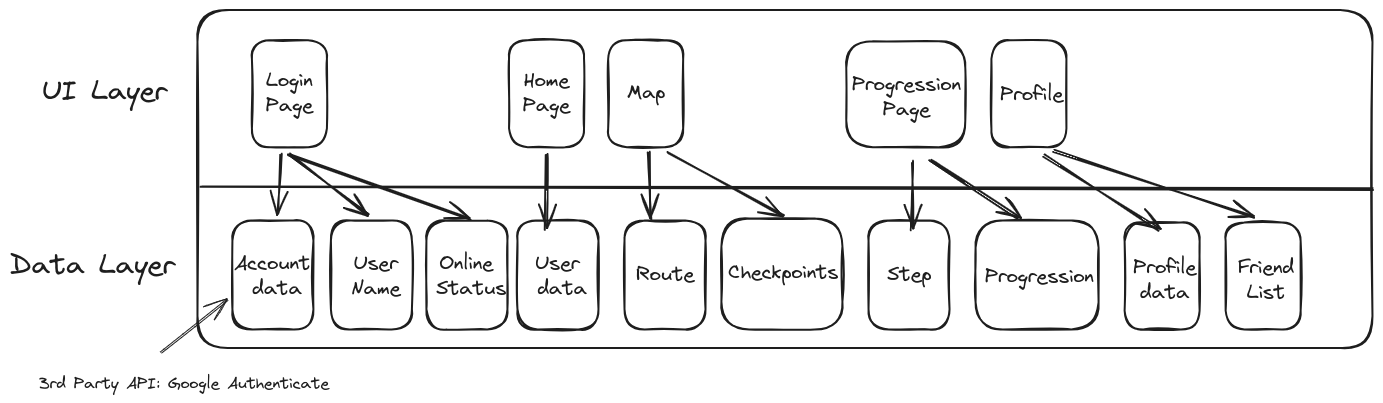 UI Layer
Login
Page
Home
Page
Map
Progression
Page
Profile
Data Layer
Account
data
User
Name
Online
Status
User
data
Route
Checkpoints
Step
Progression
Profile
data
Friend
List
3rd Party API: Google Authenticate